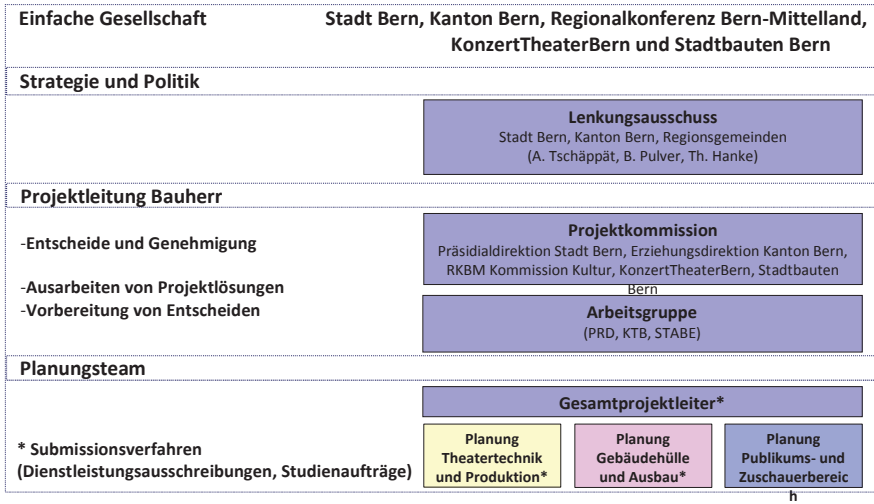 Einfache Gesellschaft
Stadt Bern, Kanton Bern, Regionalkonferenz Bern-Mittelland,
KonzertTheaterBern und Stadtbauten Bern
Strategie und Politik
Lenkungsausschuss
Stadt Bern, Kanton Bern, Regionsgemeinden
(A. Tschäppät, B. Pulver, Th. Hanke)
Projektleitung Bauherr
-Entscheide und Genehmigung
Projektkommission
Präsidialdirektion Stadt Bern, Erziehungsdirektion Kanton Bern,
RKBM Kommission Kultur, KonzertTheaterBern, Stadtbauten
Bern
-Ausarbeiten von Projektlösungen
-Vorbereitung von Entscheiden
Arbeitsgruppe
(PRD, KTB, STABE)
Planungsteam
Gesamtprojektleiter*
* Submissionsverfahren
(Dienstleistungsausschreibungen, Studienaufträge)
Planung
Theatertechnik
und Produktion*
Planung
Gebäudehülle
und Ausbau*
Planung
Publikums- und
Zuschauerbereic
h